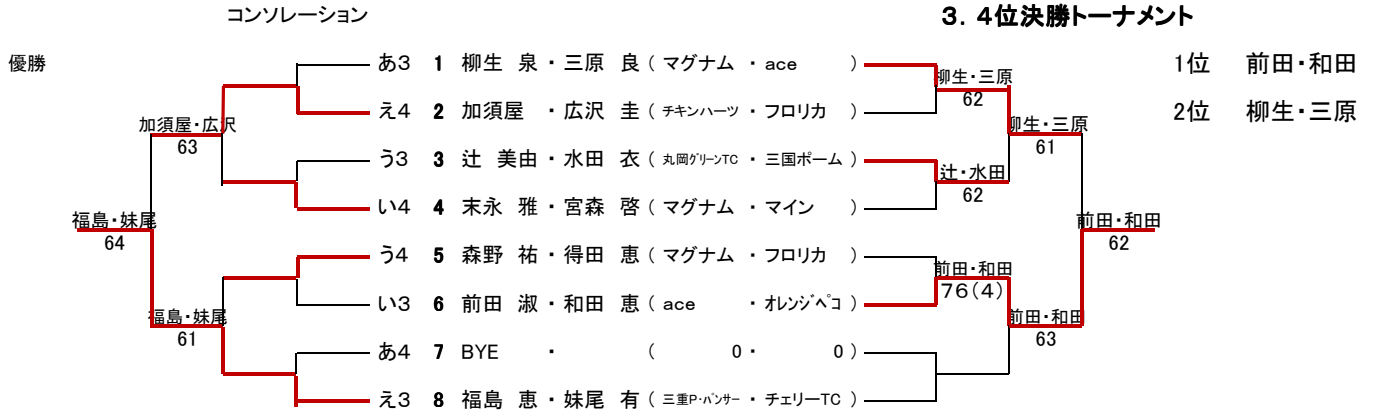 コンソレーション
3．4位決勝トーナメント
優勝
あ3 1 柳生 泉・三原 良（マグナム ・ace ）
1位 前田・和田
柳生・三原
62
え4 2 加須屋 ・広沢 圭（チキンハーツ ・フロリカ ）
2位 柳生・三原
加須屋・広沢
63
柳生・三原
61
う3 3 辻 美由・水田 衣（丸岡グリーンTC ・三国ポーム ）
辻・水田
62
い4 4 末永 雅・宮森 啓（マグナム ・マイン ）
福島・妹尾
64
前田・和田
62
う4 5 森野 祐・得田 恵（マグナム ・フロリカ ）
前田・和田
76(4)
い3 6 前田 淑・和田 恵（ace ・オレンジペコ）
福島・妹尾
61
前田・和田
63
あ4 7 BYE ・ （ 0・ 0）
え3 8 福島 恵・妹尾 有（三重P・パンサー ・チェリーTC）